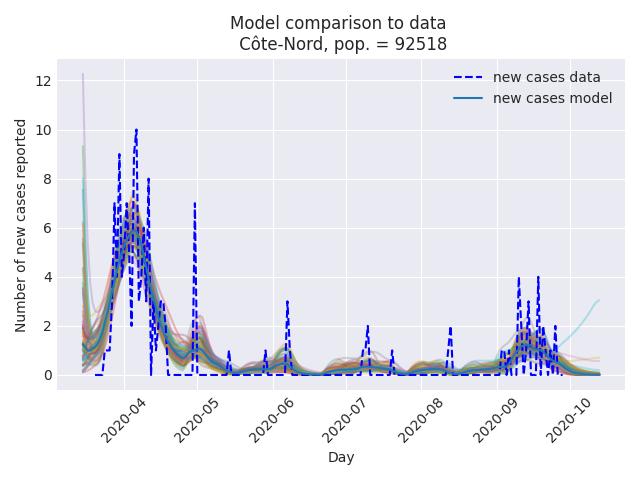 Model comparison to data
Côte-Nord, pop. = 92518
new cases data
new cases model
Number of new cases reported
12
10
8
6
4
2
0
2020-04
2020-05
2020-06
2020-07
2020-08
2020-09
2020-10
Day